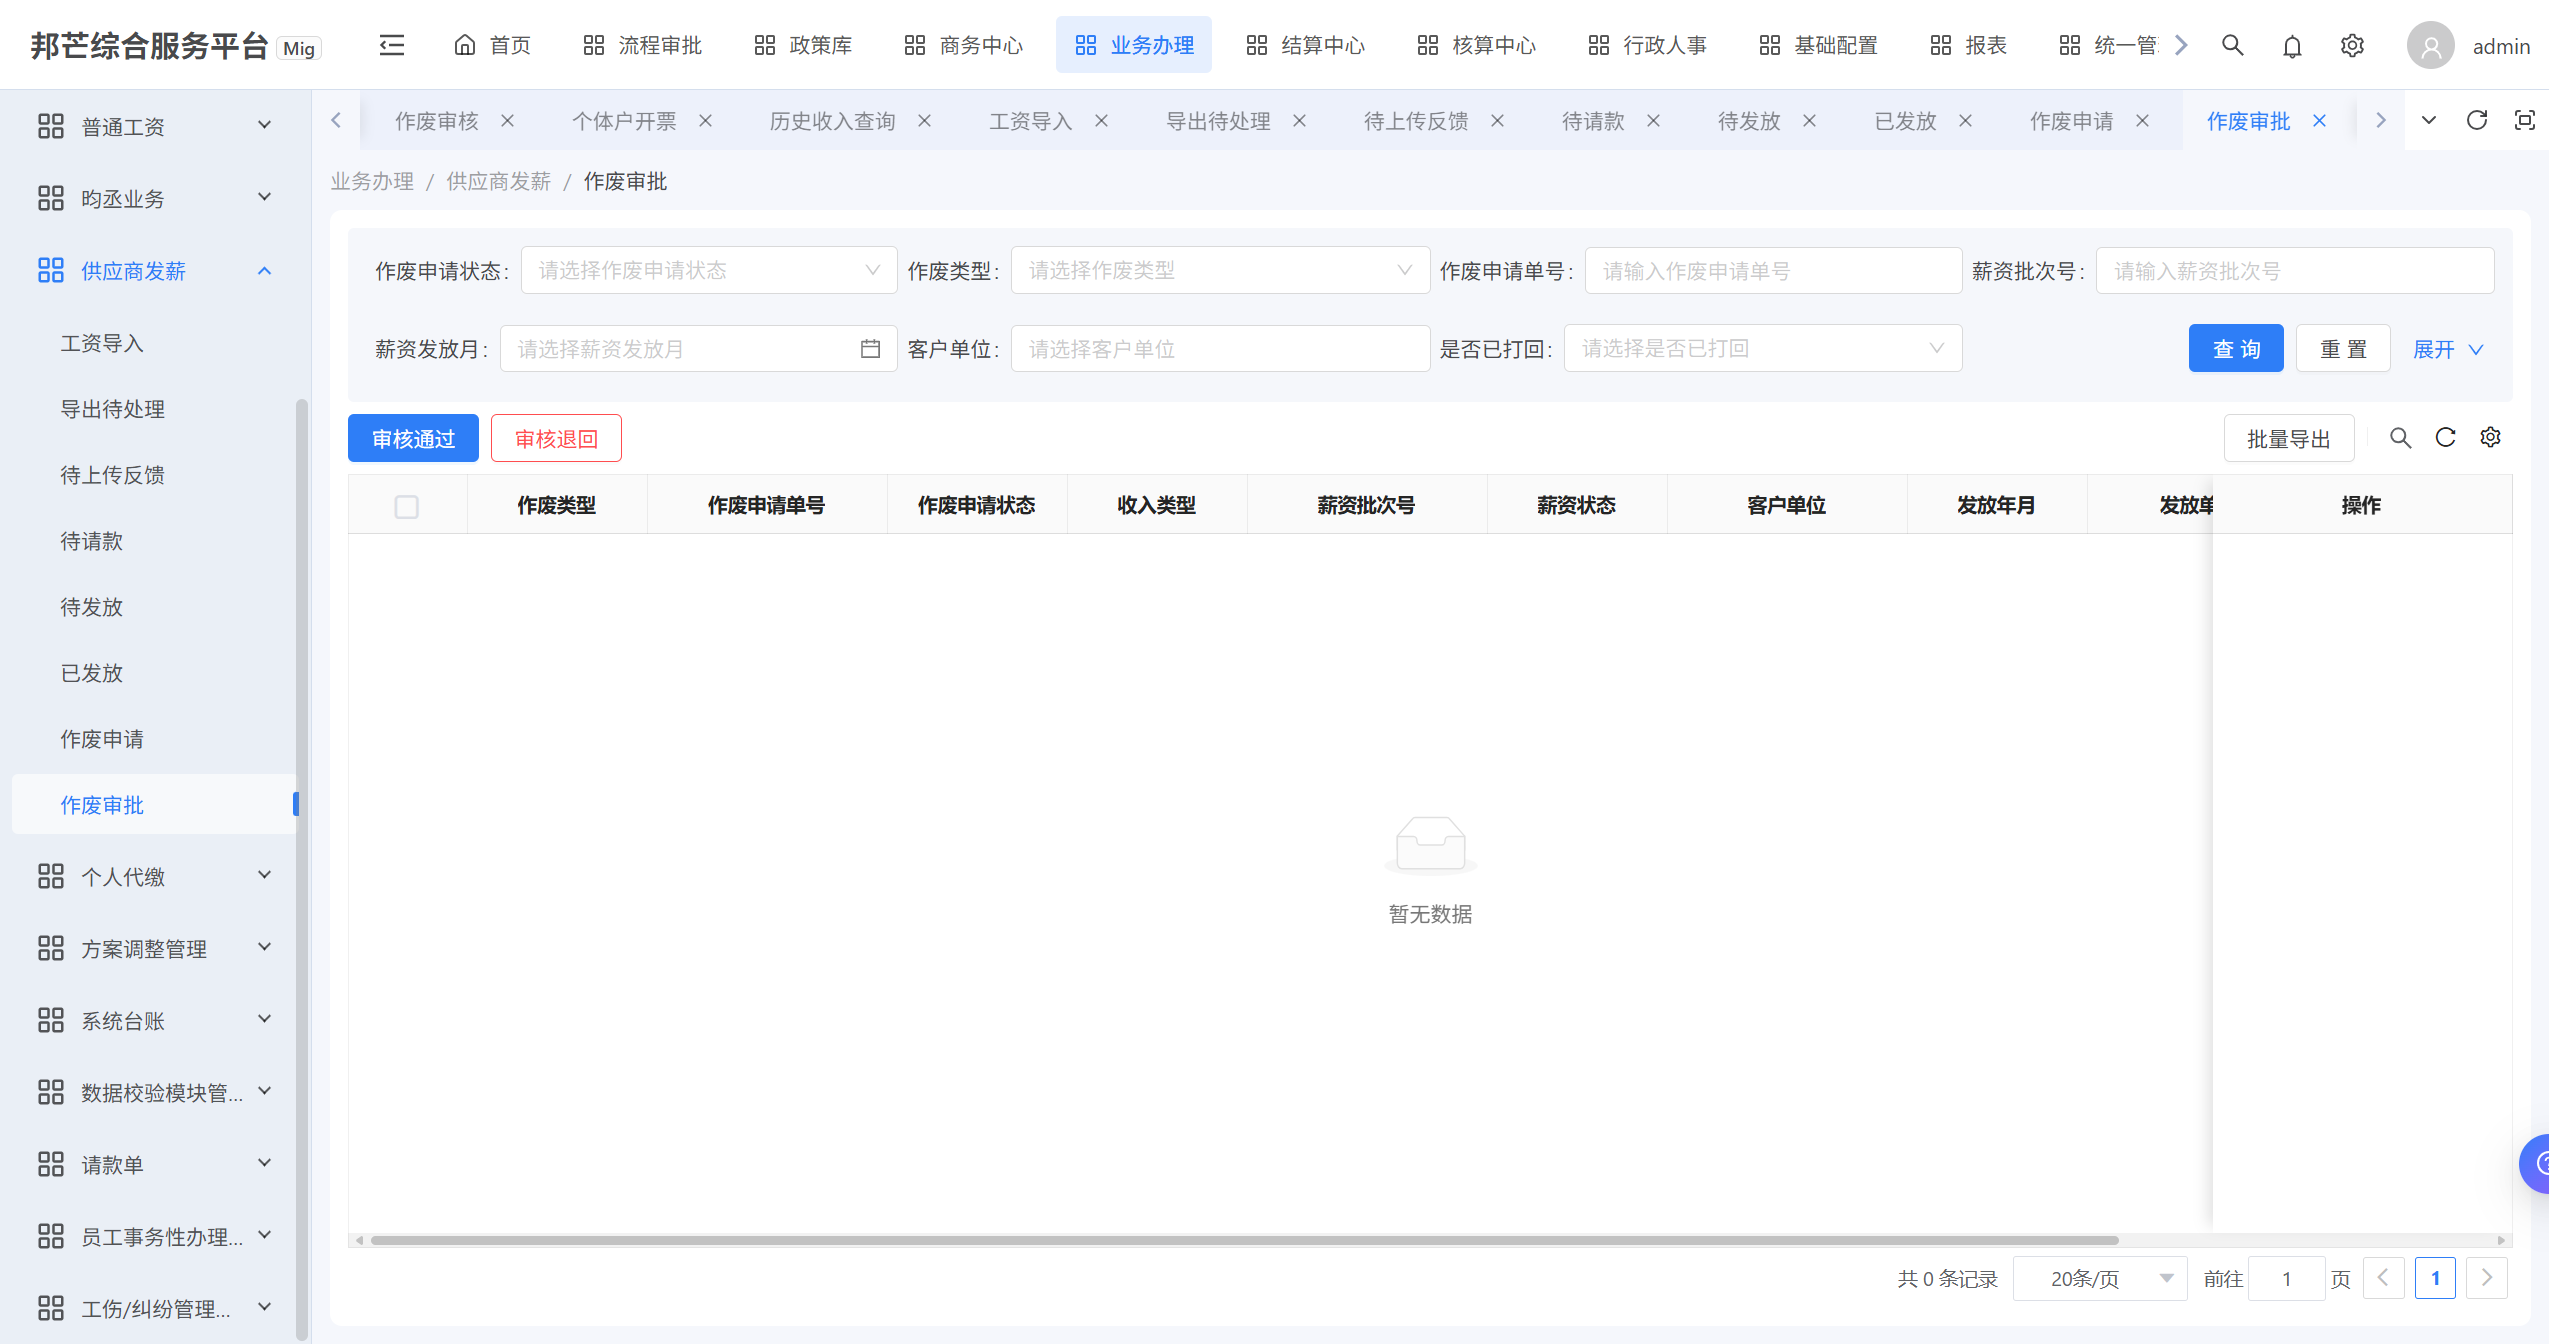 邦芒综合服务平台 Mig
首页 流程审批 政策库 商务中心 业务办理 结算中心 核算中心 行政人事 基础配置 报表 统一管 admin
作废审核 个体户开票 历史收入查询 工资导入 导出待处理 待上传反馈 待请款 待发放 已发放 作废申请 作废审批
业务办理 / 供应商发薪 / 作废审批
普通工资
昀丞业务
供应商发薪
工资导入
导出待处理
待上传反馈
待请款
待发放
已发放
作废申请
作废审批
个人代缴
方案调整管理
系统台账
数据校验模块管...
请款单
员工事务性办理...
工伤/纠纷管理...
作废申请状态: 请选择作废申请状态 作废类型: 请选择作废类型 作废申请单号: 请输入作废申请单号 薪资批次号: 请输入薪资批次号
薪资发放月: 请选择薪资发放月 客户单位: 请选择客户单位 是否已打回: 请选择是否已打回 查 询 重 置 展开
审核通过 审核退回 批量导出
作废类型 作废申请单号 作废申请状态 收入类型 薪资批次号 薪资状态 客户单位 发放年月 发放单 操作
暂无数据
共 0 条记录 20条/页 前往 1 页 1